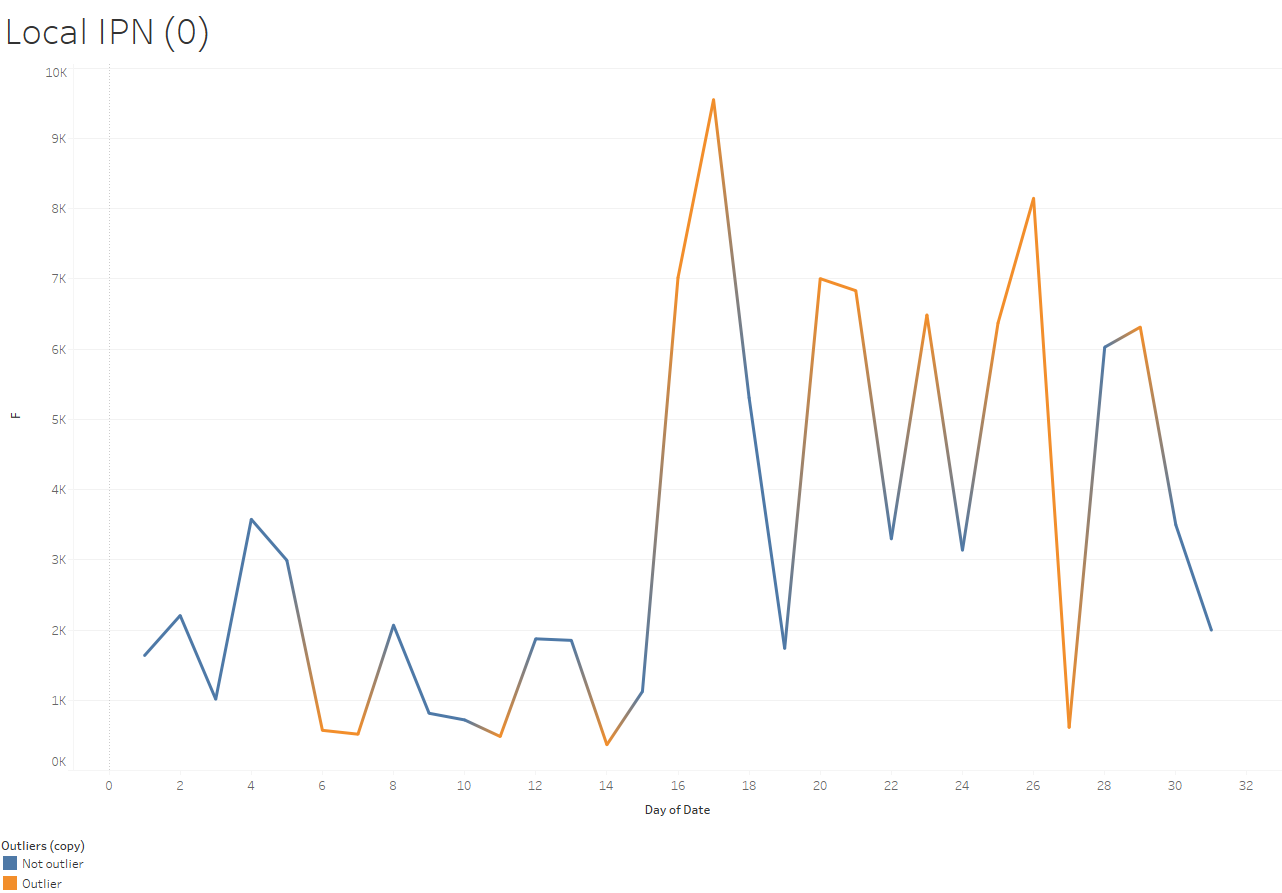 Local IPN (0)
10K
9K
8K
7K
6K
5K
4K
3K
2K
1K
0K
F
0 2 4 6 8 10 12 14 16 18 20 22 24 26 28 30 32
Day of Date
Outliers (copy)
Not outlier
Outlier